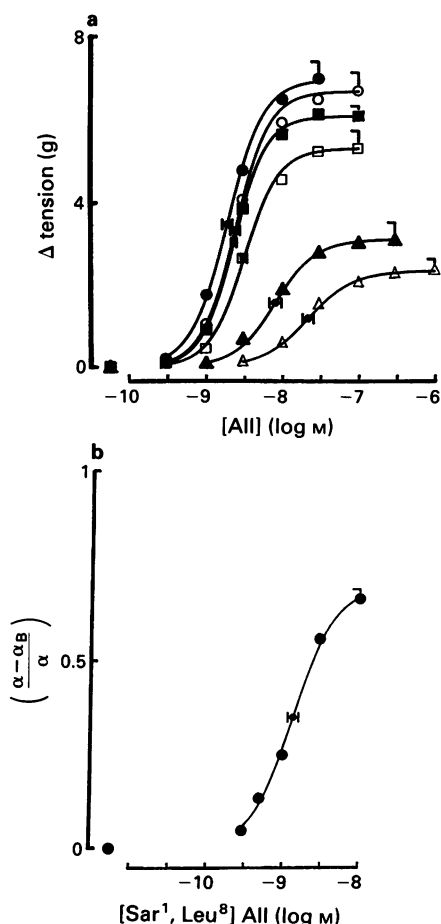 a
8
4
0
Δ tension (g)
−10 −9 −8 −7 −6
[AII] (log M)
b
1
0.5
0
(α − αB / α)
−10 −9 −8
[Sar1, Leu8] AII (log M)